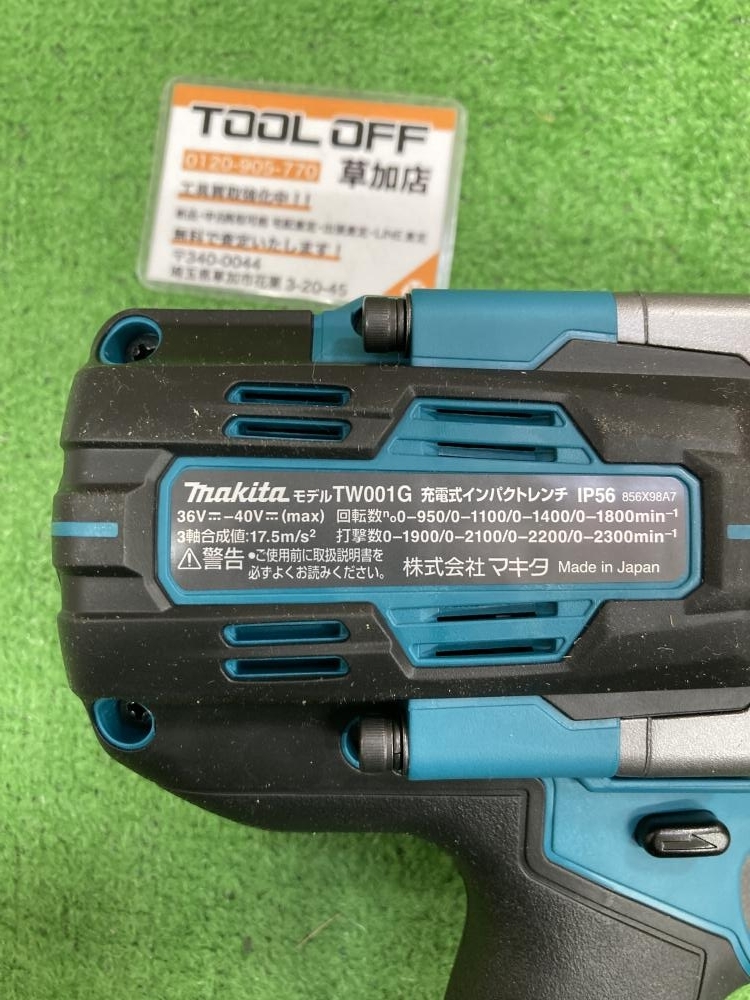 TOOL OFF
0120-905-770 草加店
工具買取強化中!!
無料で査定いたします!
〒340-0044
埼玉県草加市花栗3-20-45
makita モデル TW001G 充電式インパクトレンチ IP56 856X98A7
36V⎓-40V⎓(max) 回転数n₀0-950/0-1100/0-1400/0-1800min⁻¹
3軸合成値:17.5m/s² 打撃数0-1900/0-2100/0-2200/0-2300min⁻¹
⚠警告 •ご使用前に取扱説明書を
必ずよくお読みください。 株式会社マキタ Made in Japan